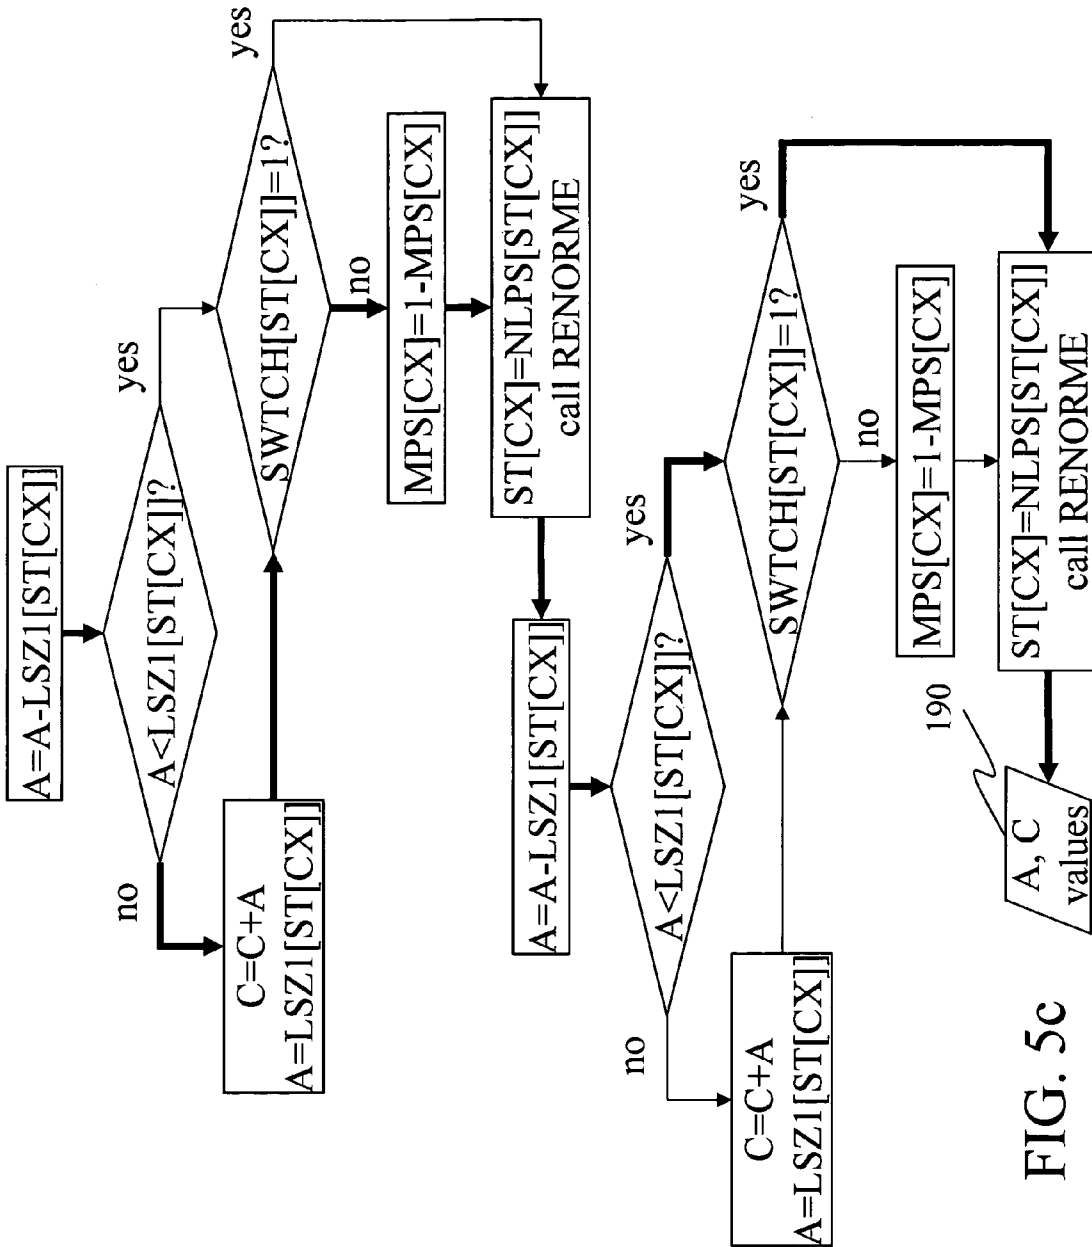 A=A-LSZ1[ST[CX]]
A<LSZ1[ST[CX]]?
no
yes
C=C+A
A=LSZ1[ST[CX]]
SWTCH[ST[CX]]=1?
yes
no
MPS[CX]=1-MPS[CX]
ST[CX]=NLPS[ST[CX]]
call RENORME
A=A-LSZ1[ST[CX]]
A<LSZ1[ST[CX]]?
no
yes
C=C+A
A=LSZ1[ST[CX]]
SWTCH[ST[CX]]=1?
yes
no
MPS[CX]=1-MPS[CX]
ST[CX]=NLPS[ST[CX]]
call RENORME
190
A, C
values
FIG. 5c